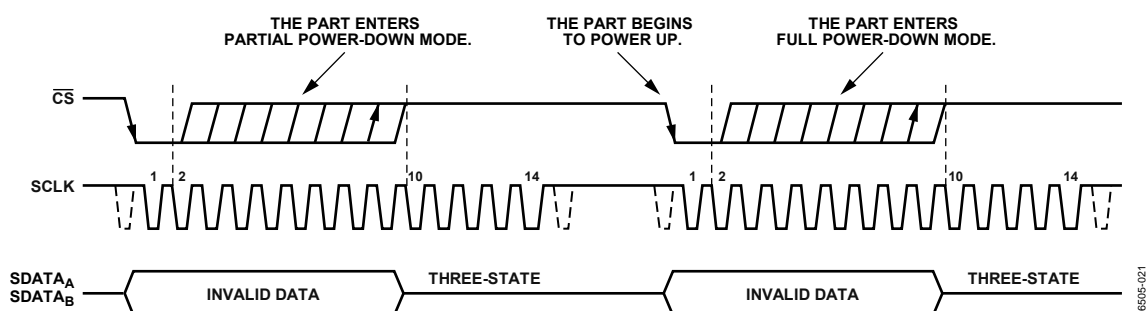 THE PART ENTERS
PARTIAL POWER-DOWN MODE.
THE PART BEGINS
TO POWER UP.
THE PART ENTERS
FULL POWER-DOWN MODE.
CS
SCLK
1 2 10 14 1 2 10 14
SDATAA
SDATAB
INVALID DATA THREE-STATE INVALID DATA THREE-STATE
6505-021